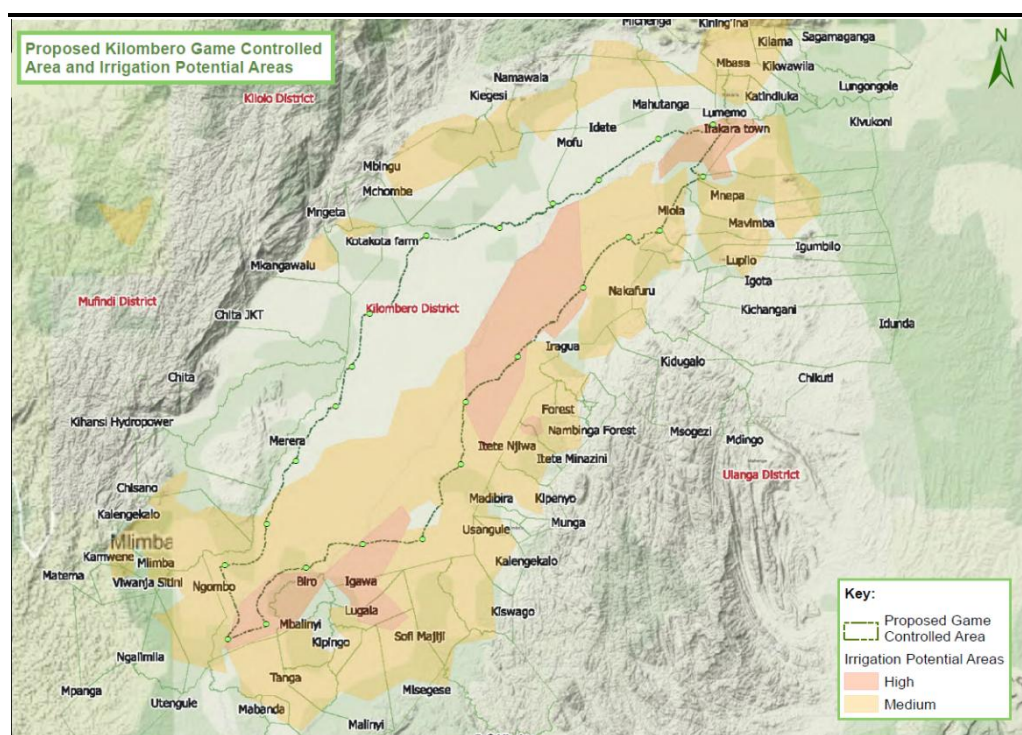 Proposed Kilombero Game Controlled
Area and Irrigation Potential Areas
N
Kining'ina
Kilama
Sagamaganga
Mbasa
Kikwawila
Namawala
Kiegesi
Katindiuka
Lungongole
Mahutanga
Lumemo
Kivukoni
Idete
Ifakara town
Mofu
Mbingu
Mchombe
Mnepa
Mngeta
Mlola
Mavimba
Kotakota farm
Igumbilo
Mkangawalu
Lupilo
Igota
Nakafuru
Mufindi District
Kilolo District
Kilombero District
Kichangani
Chita JKT
Idunda
Iragua
Kidugalo
Chita
Chikuti
Forest
Kihansi Hydropower
Nambinga Forest
Msogezi
Mdingo
Merera
Itete Njiwa
Itete Minazini
Ulanga District
Chisano
Madibira
Kipenyo
Kalengekalo
Usangule
Munga
Mlimba
Kamwene
Mlimba
Kalengekalo
Matema
Viwanja Sitini
Ngombo
Biro
Igawa
Kiswago
Lugala
Mbalinyi
Sofi Majiji
Kipingo
Ngalimila
Tanga
Misegese
Mpanga
Utengule
Mabanda
Malinyi
Key:
Proposed Game
Controlled Area
Irrigation Potential Areas
High
Medium